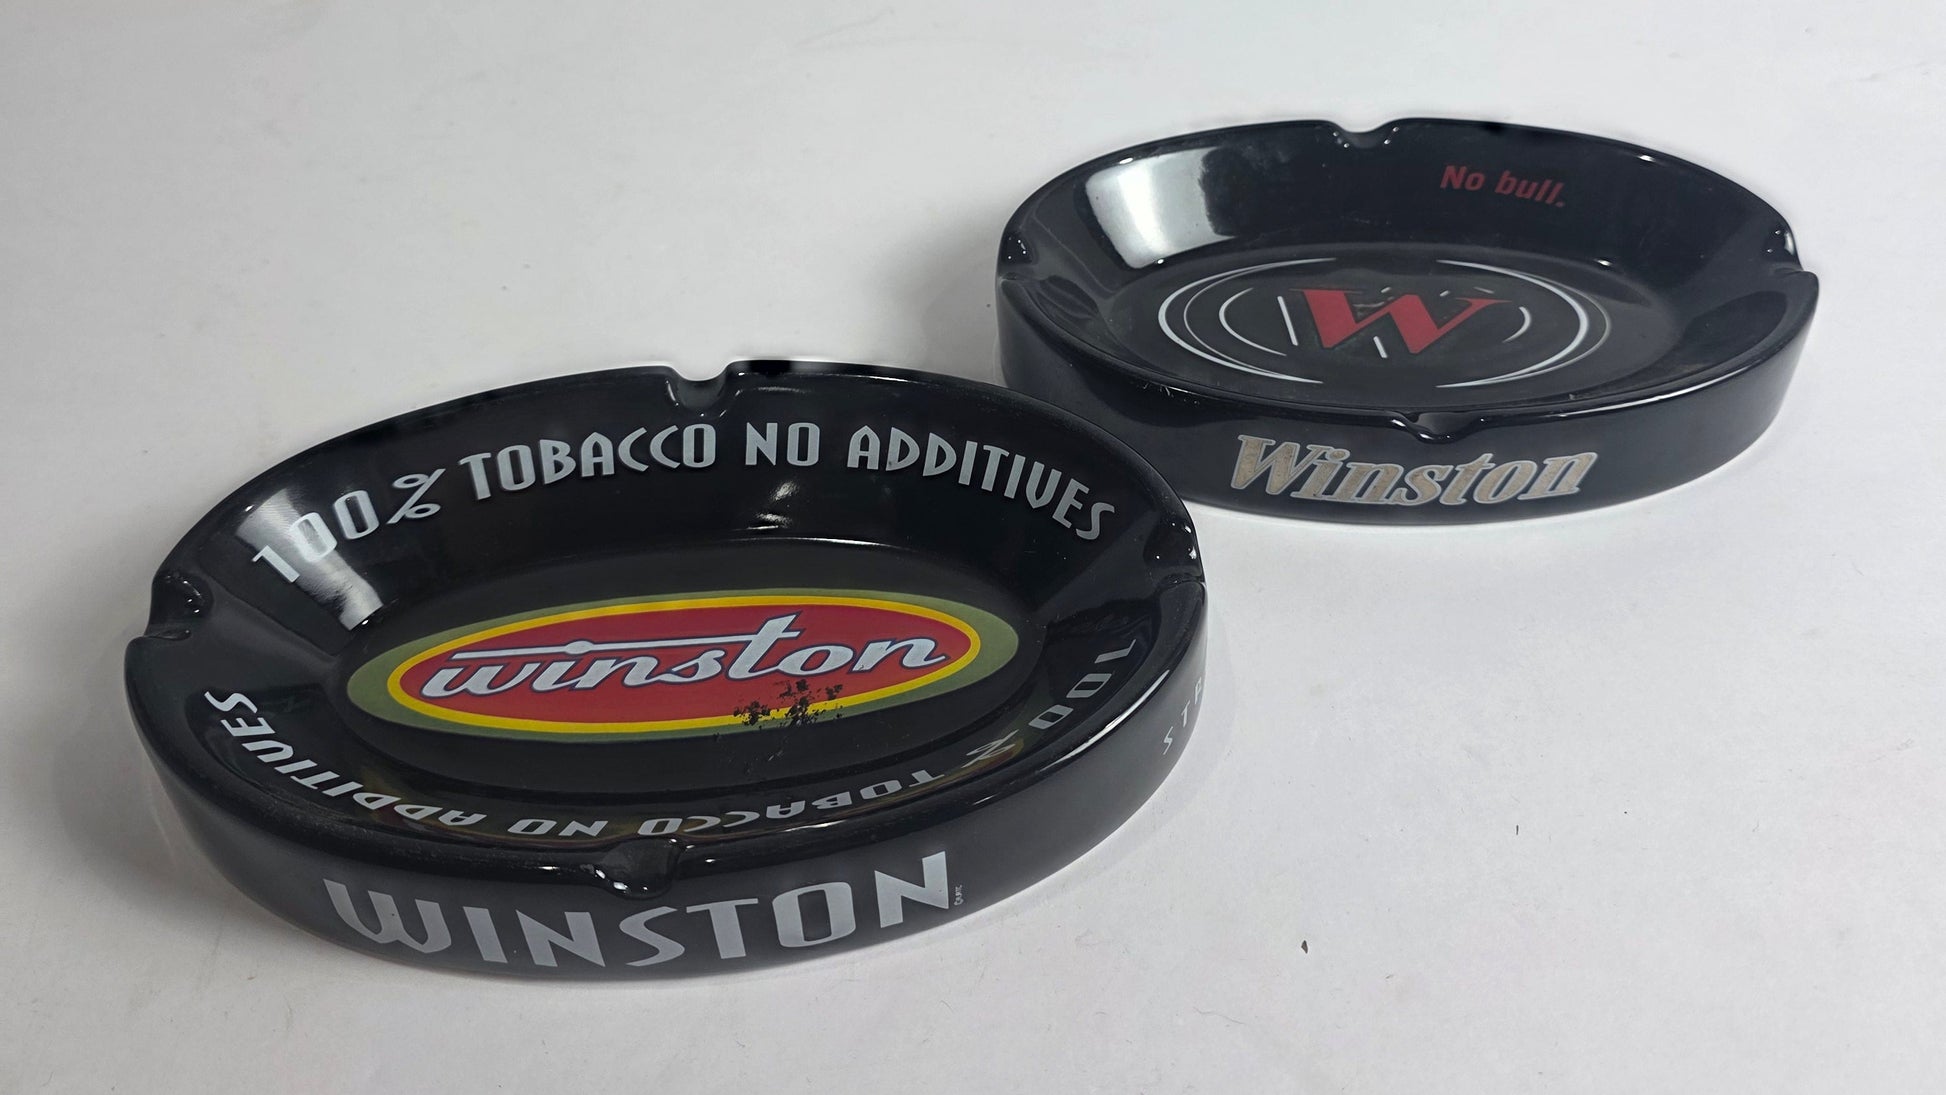 No bull.
W
Winston
100% TOBACCO NO ADDITIVES
winston
100% TOBACCO NO ADDITIVES
WINSTON